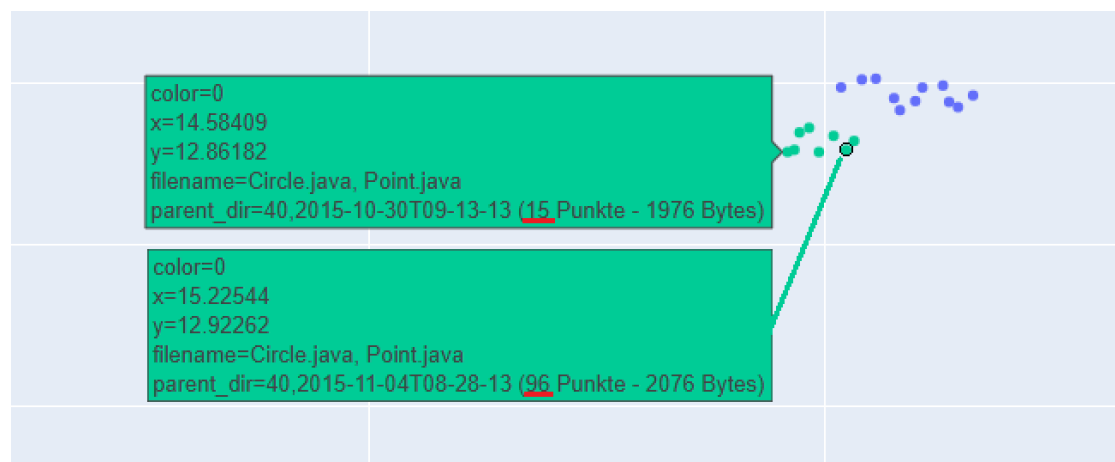 color=0
x=14.58409
y=12.86182
filename=Circle.java, Point.java
parent_dir=40,2015-10-30T09-13-13 (15 Punkte - 1976 Bytes)
color=0
x=15.22544
y=12.92262
filename=Circle.java, Point.java
parent_dir=40,2015-11-04T08-28-13 (96 Punkte - 2076 Bytes)